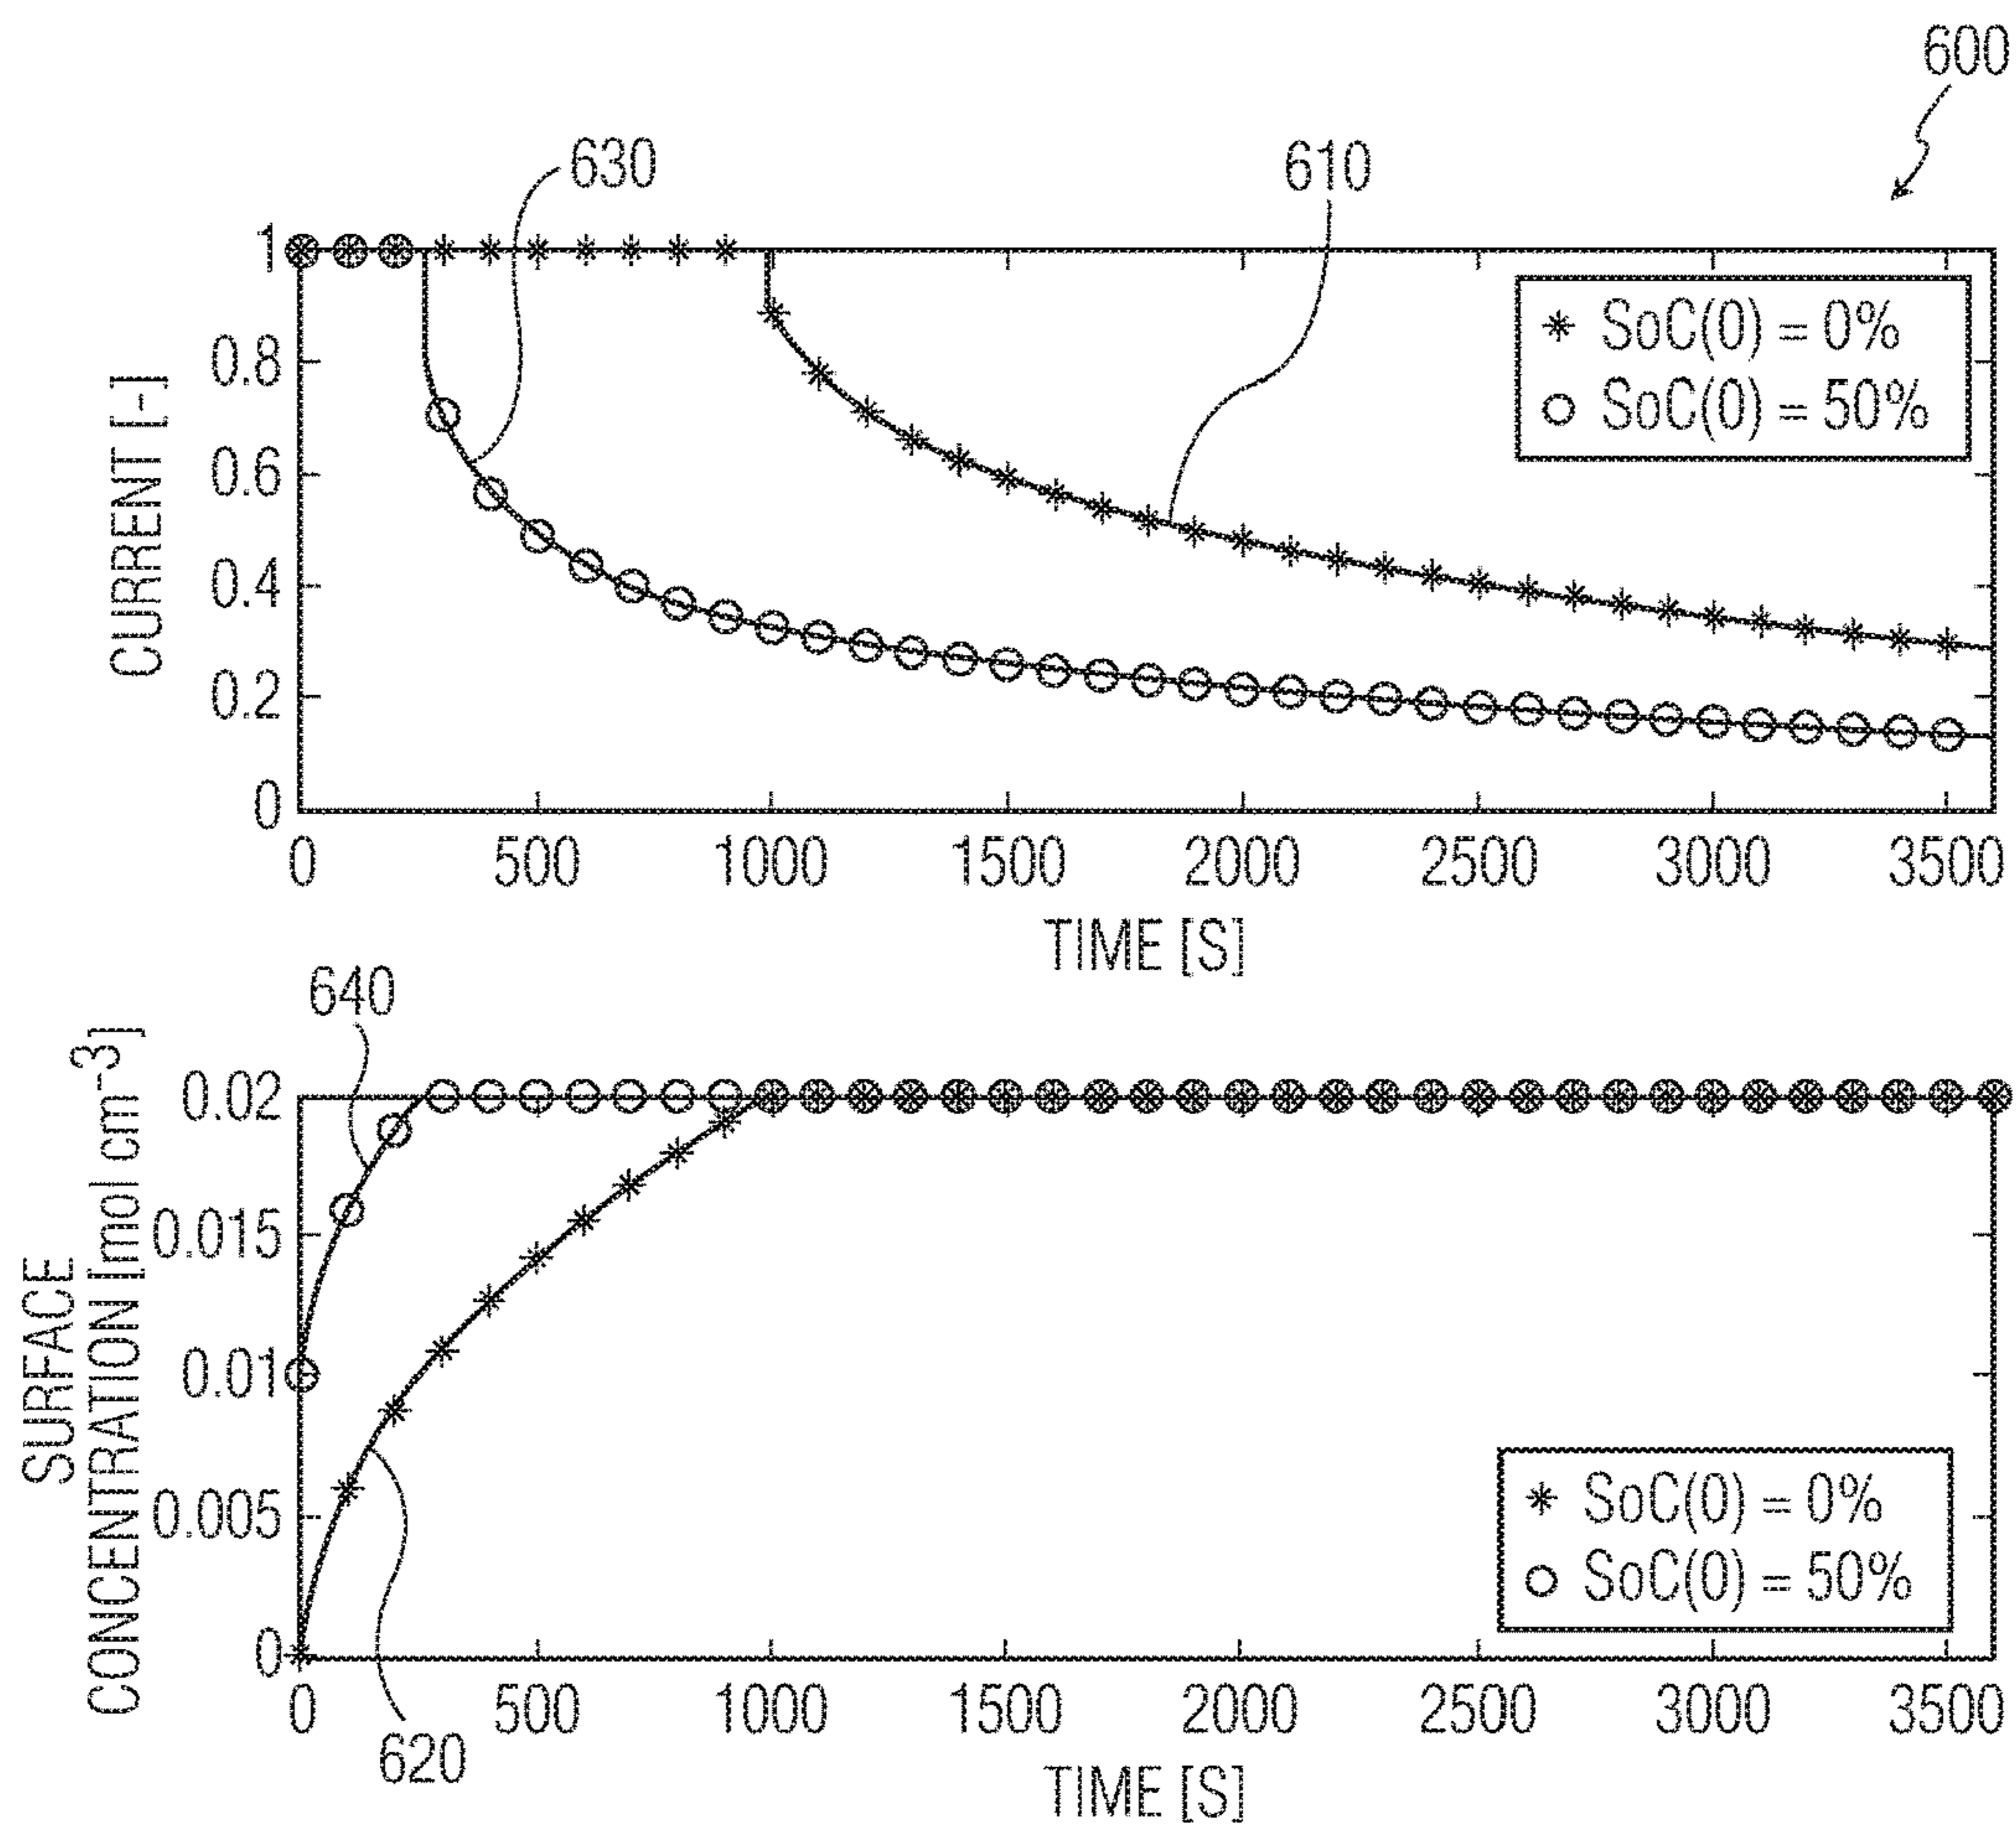 600
630
610
1
0.8
0.6
0.4
0.2
0
CURRENT [-]
SoC(0) = 0%
SoC(0) = 50%
0 500 1000 1500 2000 2500 3000 3500
TIME [S]
640
620
0.02
0.015
0.01
0.005
0
SURFACE
CONCENTRATION [mol cm-3]
SoC(0) = 0%
SoC(0) = 50%
0 500 1000 1500 2000 2500 3000 3500
TIME [S]